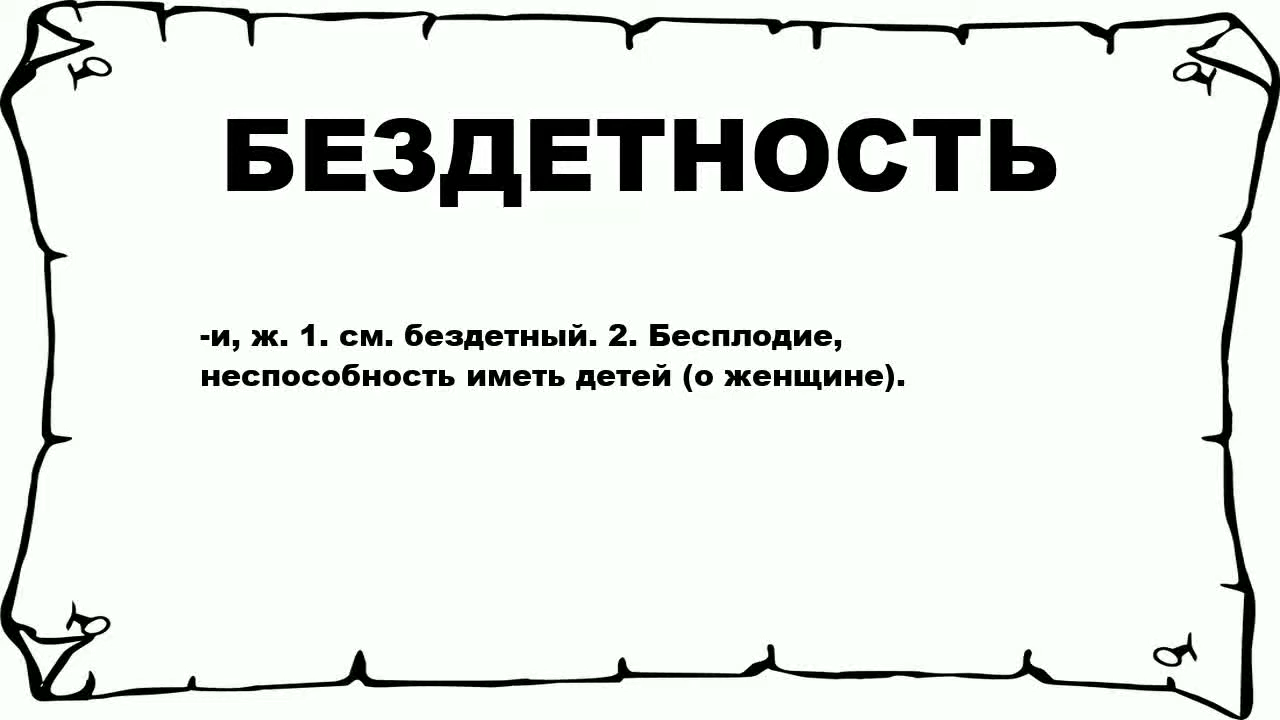 БЕЗДЕТНОСТЬ
-и, ж. 1. см. бездетный. 2. Бесплодие,
неспособность иметь детей (о женщине).